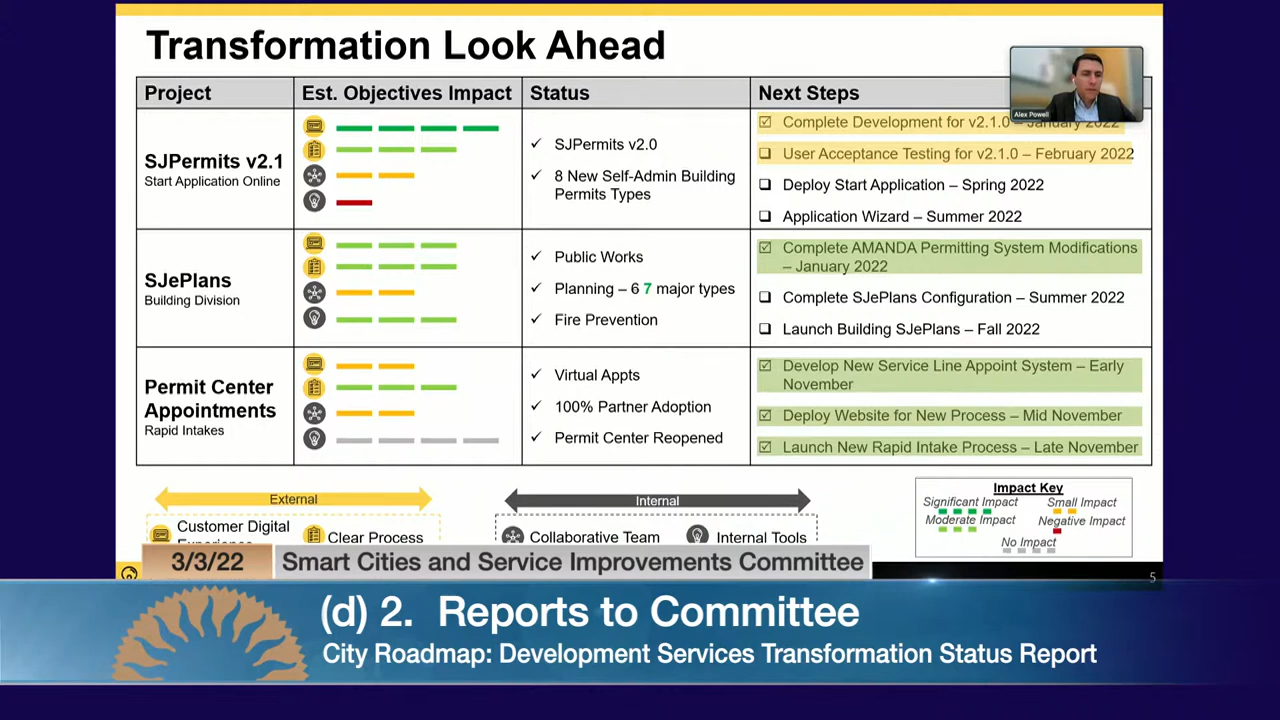 Transformation Look Ahead
Alex Powell
Project
Est. Objectives Impact
Status
Next Steps
SJPermits v2.1
Start Application Online
SJPermits v2.0
8 New Self-Admin Building
Permits Types
Complete Development for v2.1.0 – January 2022
User Acceptance Testing for v2.1.0 – February 2022
Deploy Start Application – Spring 2022
Application Wizard – Summer 2022
SJePlans
Building Division
Public Works
Planning – 6 7 major types
Fire Prevention
Complete AMANDA Permitting System Modifications
– January 2022
Complete SJePlans Configuration – Summer 2022
Launch Building SJePlans – Fall 2022
Permit Center
Appointments
Rapid Intakes
Virtual Appts
100% Partner Adoption
Permit Center Reopened
Develop New Service Line Appoint System – Early
November
Deploy Website for New Process – Mid November
Launch New Rapid Intake Process – Late November
External
Customer Digital
Experience
Clear Process
Internal
Collaborative Team
Internal Tools
Impact Key
Significant Impact
Small Impact
Moderate Impact
Negative Impact
No Impact
5
3/3/22
Smart Cities and Service Improvements Committee
(d) 2. Reports to Committee
City Roadmap: Development Services Transformation Status Report